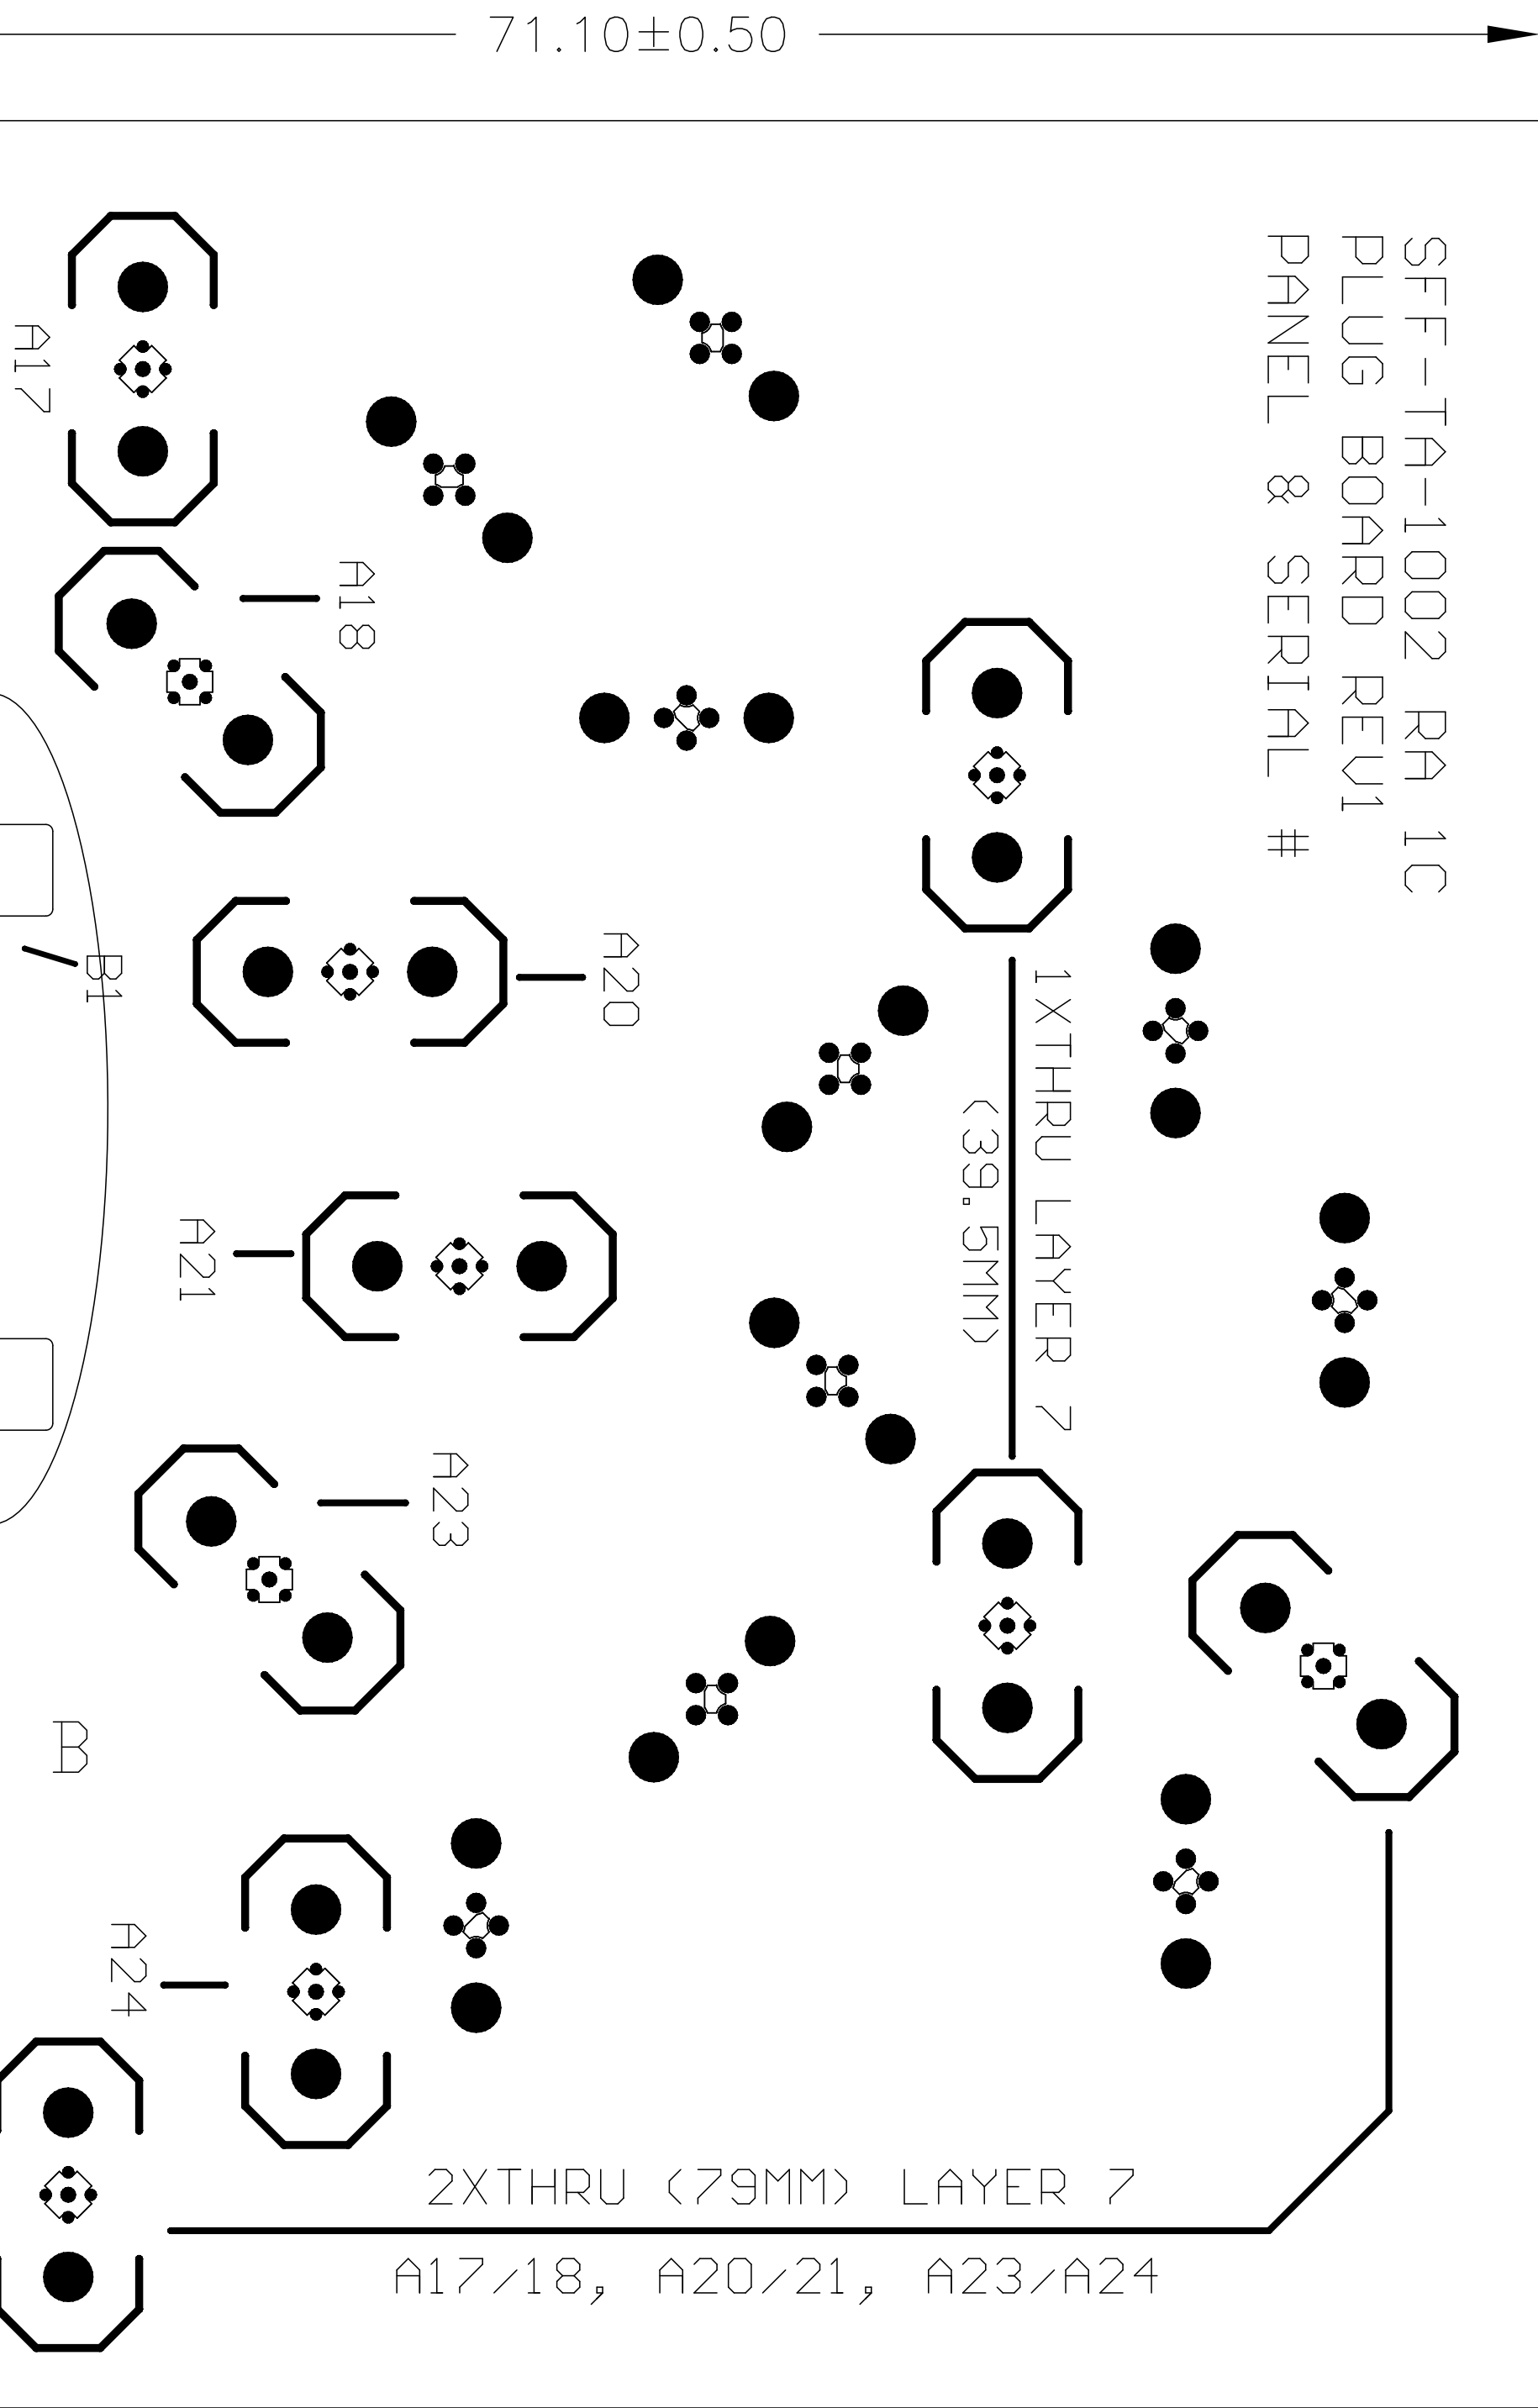 71.10±0.50
SFF-TA-1002 RA 1C
PLUG BOARD REV1
PANEL & SERIAL #
A17
A18
A20
B1
1XTHRU LAYER 7
(39.5MM)
A21
A23
B
A24
2XTHRU (79MM) LAYER 7
A17/18, A20/21, A23/A24